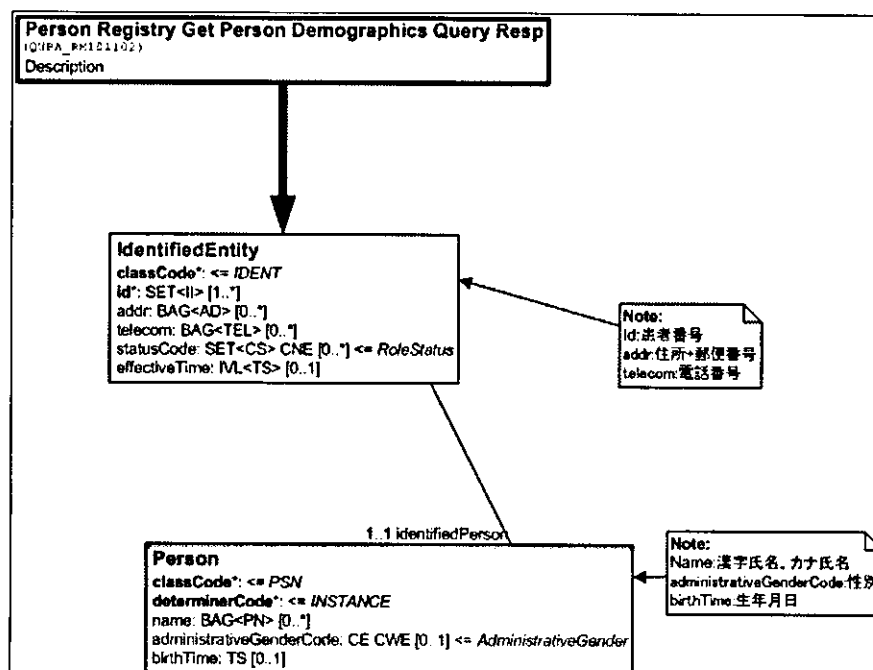 Person Registry Get Person Demographics Query Resp
(QUPA_RM101102)
Description
IdentifiedEntity
classCode*: <= IDENT
id*: SET<II> [1..*]
addr: BAG<AD> [0..*]
telecom: BAG<TEL> [0..*]
statusCode: SET<CS> CNE [0..*] <= RoleStatus
effectiveTime: IVL<TS> [0..1]
Note:
Id:患者番号
addr:住所+郵便番号
telecom:電話番号
1..1 identifiedPerson
Person
classCode*: <= PSN
determinerCode*: <= INSTANCE
name: BAG<PN> [0..*]
administrativeGenderCode: CE CWE [0..1] <= AdministrativeGender
birthTime: TS [0..1]
Note:
Name:漢字氏名、カナ氏名
administrativeGenderCode:性別
birthTime:生年月日